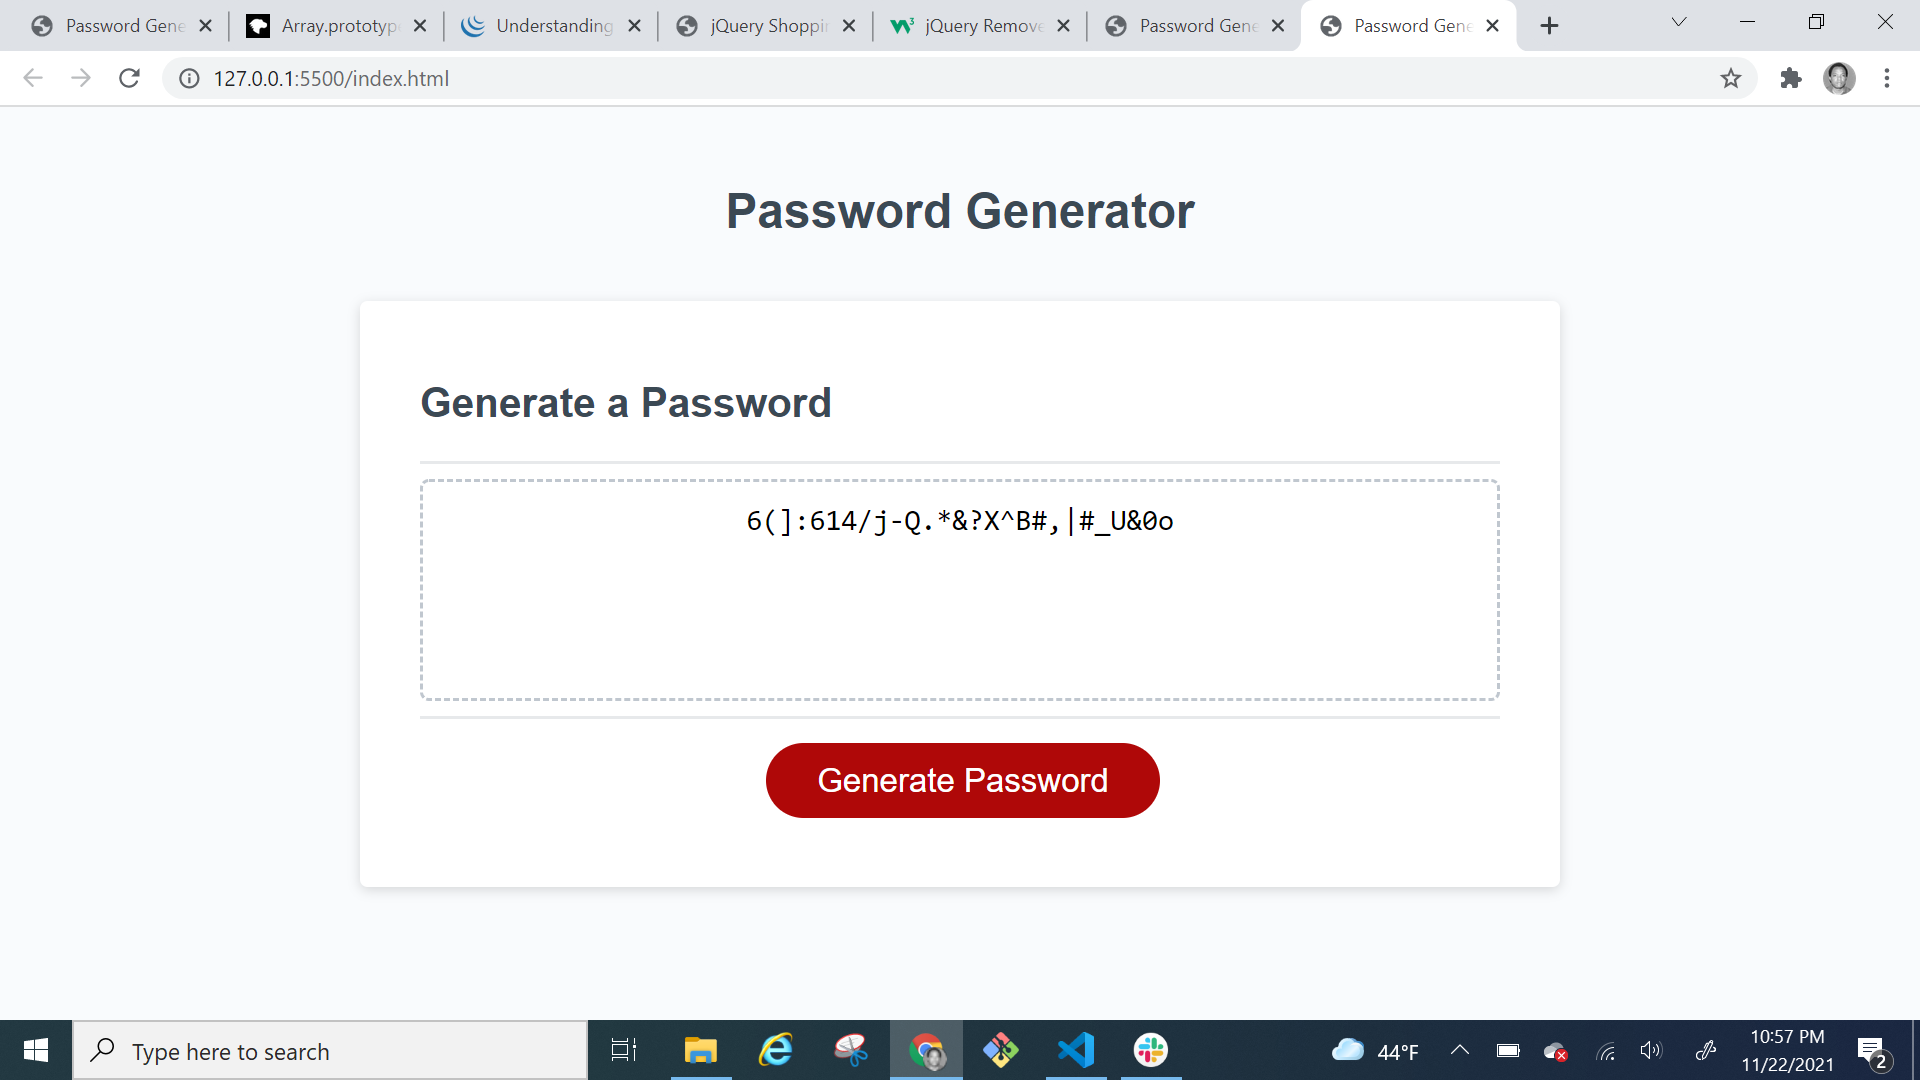 Password Gene
Array.prototype
Understanding
jQuery Shoppin
jQuery Remove
Password Gene
Password Gene
127.0.0.1:5500/index.html
Password Generator
Generate a Password
6(]:614/j-Q.*&?X^B#,|#_U&0o
Generate Password
Type here to search
44°F
10:57 PM
11/22/2021
2